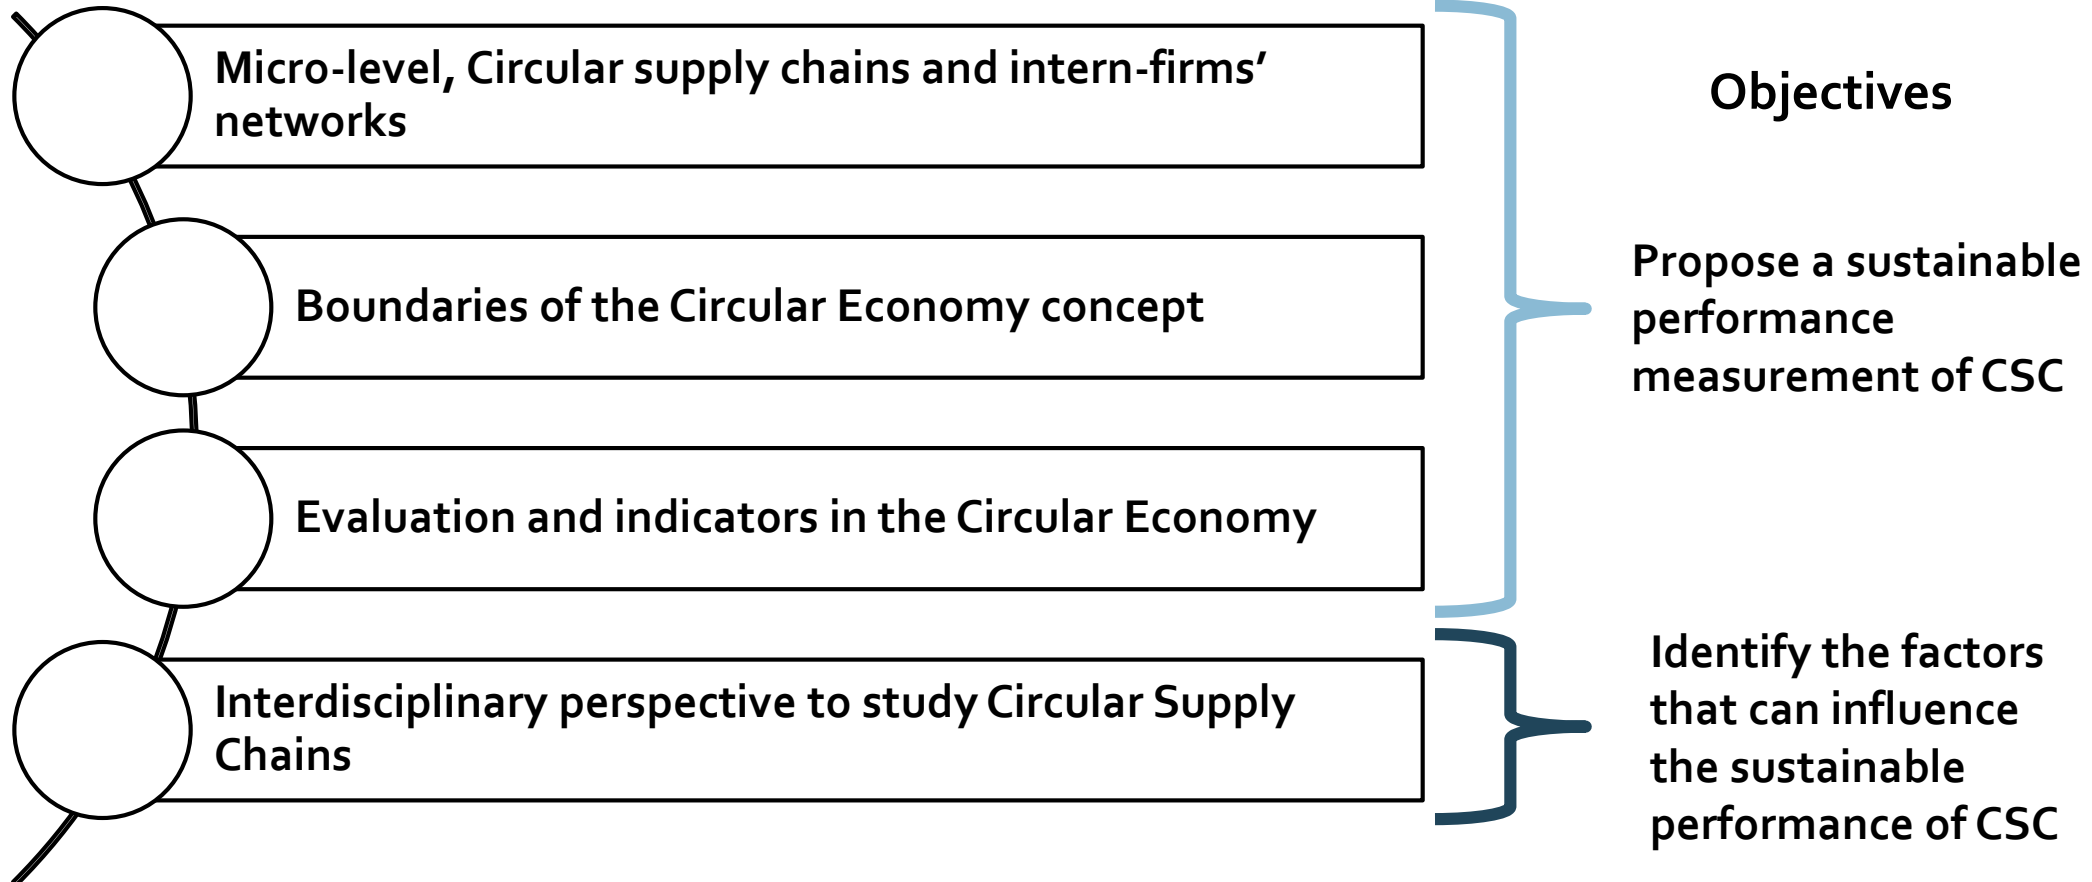 Micro-level, Circular supply chains and intern-firms’
networks
Boundaries of the Circular Economy concept
Evaluation and indicators in the Circular Economy
Interdisciplinary perspective to study Circular Supply
Chains
Objectives
Propose a sustainable
performance
measurement of CSC
Identify the factors
that can influence
the sustainable
performance of CSC